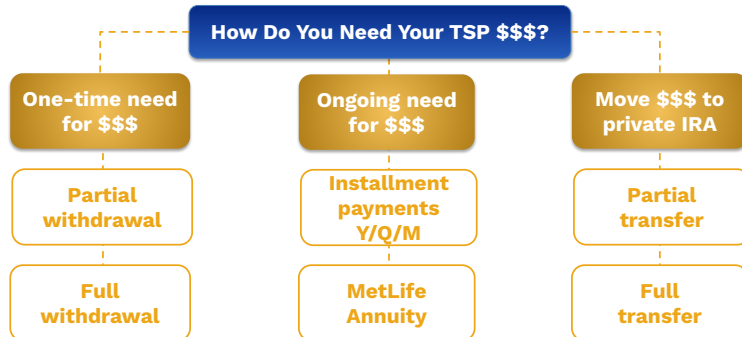 How Do You Need Your TSP $$$?
One-time need
for $$$
Ongoing need
for $$$
Move $$$ to
private IRA
Partial
withdrawal
Installment
payments
Y/Q/M
Partial
transfer
Full
withdrawal
MetLife
Annuity
Full
transfer